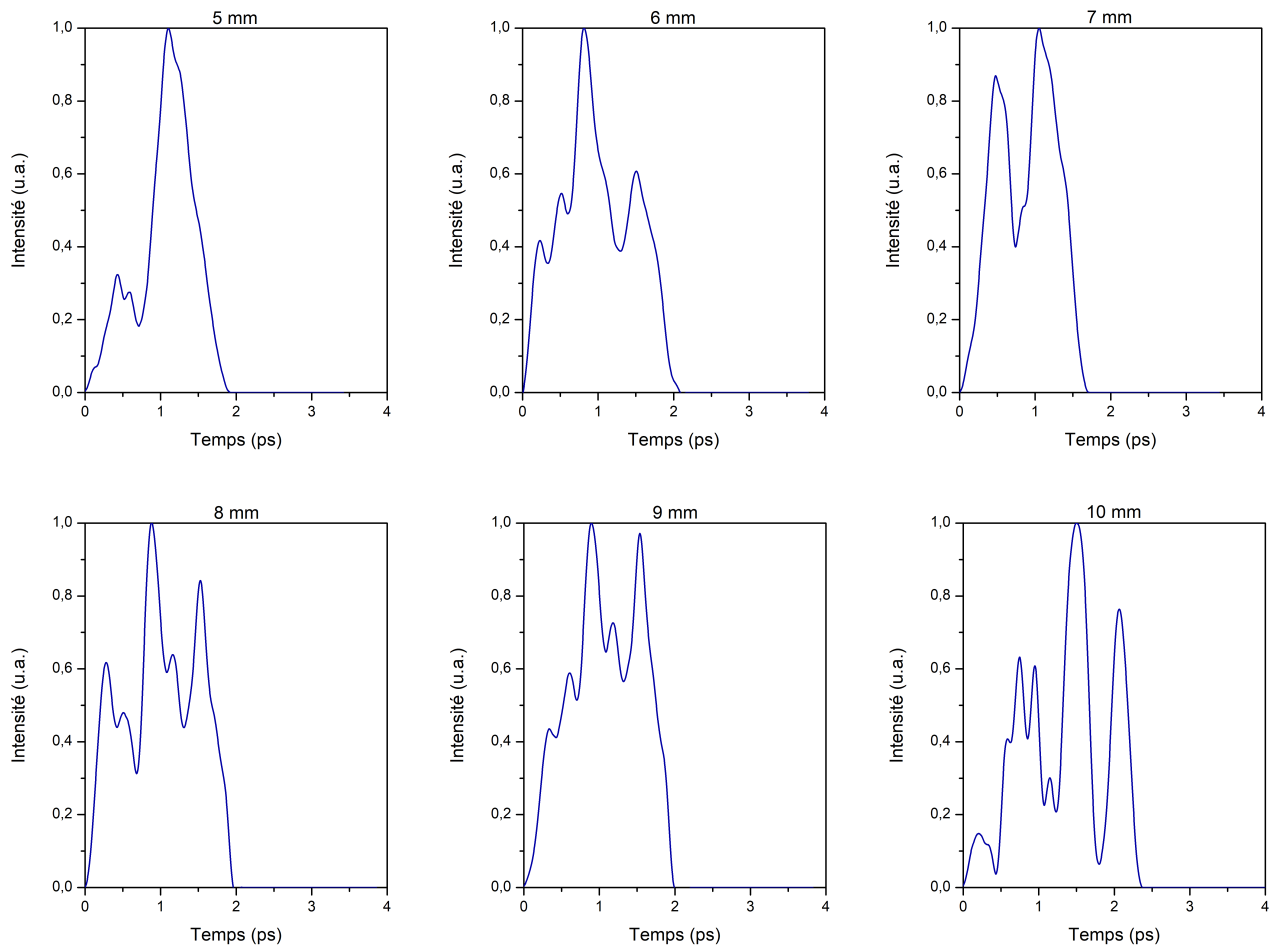 5 mm
6 mm
7 mm
1,0
0,8
0,6
0,4
0,2
0,0
Intensité (u.a.)
0 1 2 3 4
Temps (ps)
1,0
0,8
0,6
0,4
0,2
0,0
Intensité (u.a.)
0 1 2 3 4
Temps (ps)
1,0
0,8
0,6
0,4
0,2
0,0
Intensité (u.a.)
0 1 2 3 4
Temps (ps)
8 mm
9 mm
10 mm
1,0
0,8
0,6
0,4
0,2
0,0
Intensité (u.a.)
0 1 2 3 4
Temps (ps)
1,0
0,8
0,6
0,4
0,2
0,0
Intensité (u.a.)
0 1 2 3 4
Temps (ps)
1,0
0,8
0,6
0,4
0,2
0,0
Intensité (u.a.)
0 1 2 3 4
Temps (ps)